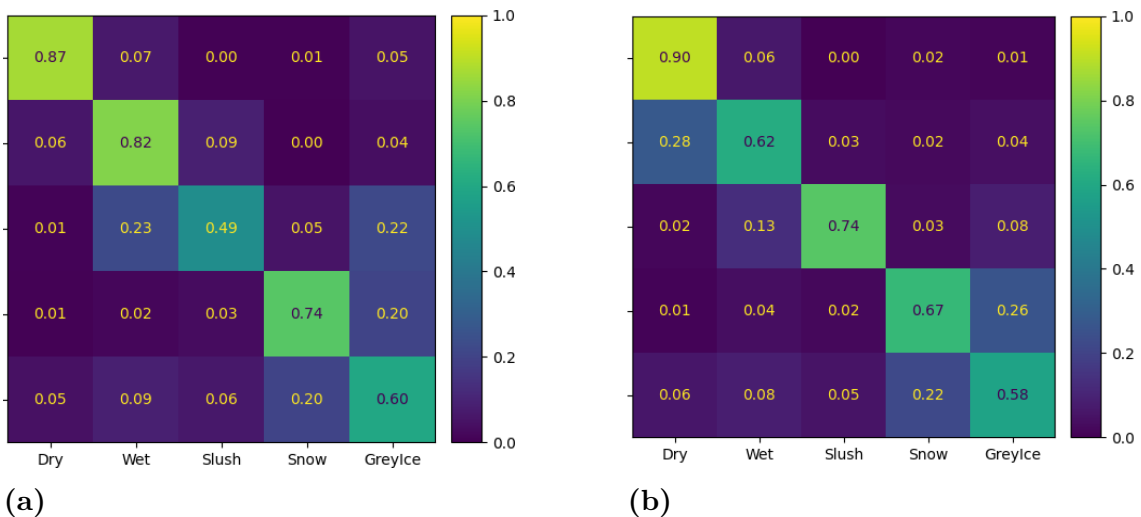 0.87 0.07 0.00 0.01 0.05
0.06 0.82 0.09 0.00 0.04
0.01 0.23 0.49 0.05 0.22
0.01 0.02 0.03 0.74 0.20
0.05 0.09 0.06 0.20 0.60
Dry Wet Slush Snow GreyIce
1.0
0.8
0.6
0.4
0.2
0.0
(a)
0.90 0.06 0.00 0.02 0.01
0.28 0.62 0.03 0.02 0.04
0.02 0.13 0.74 0.03 0.08
0.01 0.04 0.02 0.67 0.26
0.06 0.08 0.05 0.22 0.58
Dry Wet Slush Snow GreyIce
1.0
0.8
0.6
0.4
0.2
0.0
(b)